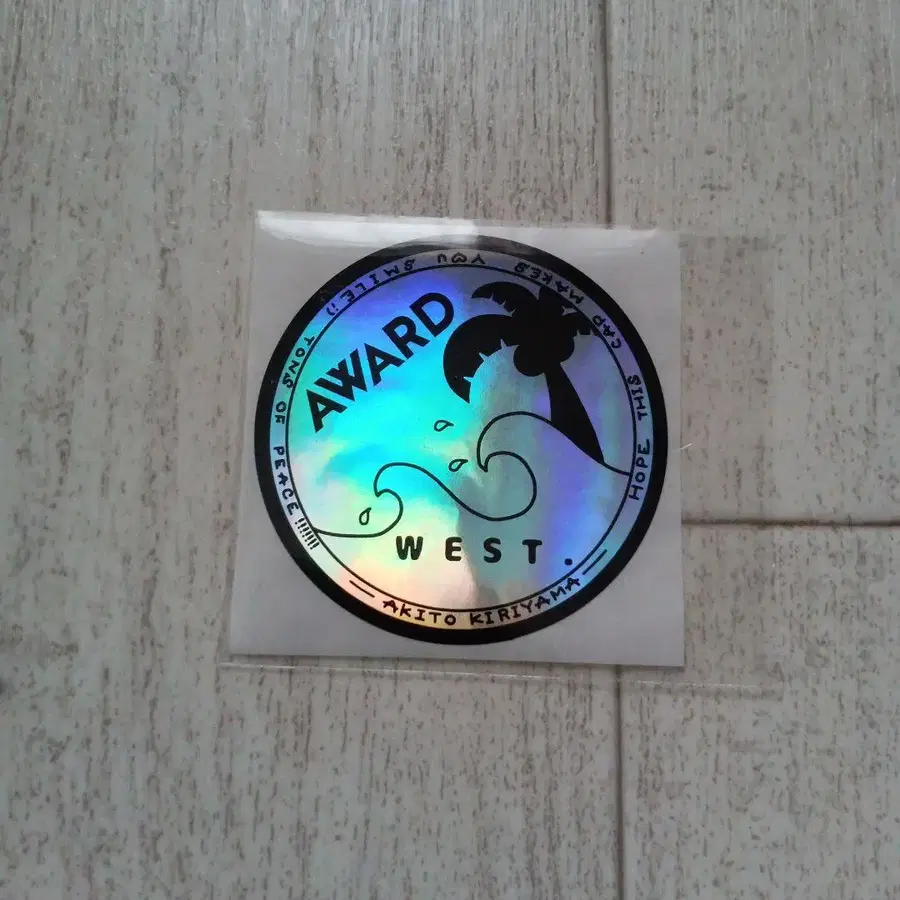 AWARD
WEST.
HOPE THIS CAP MAKES YOU SMILE:)
TONS OF PEACE!!!!!!
AKITO KIRIYAMA